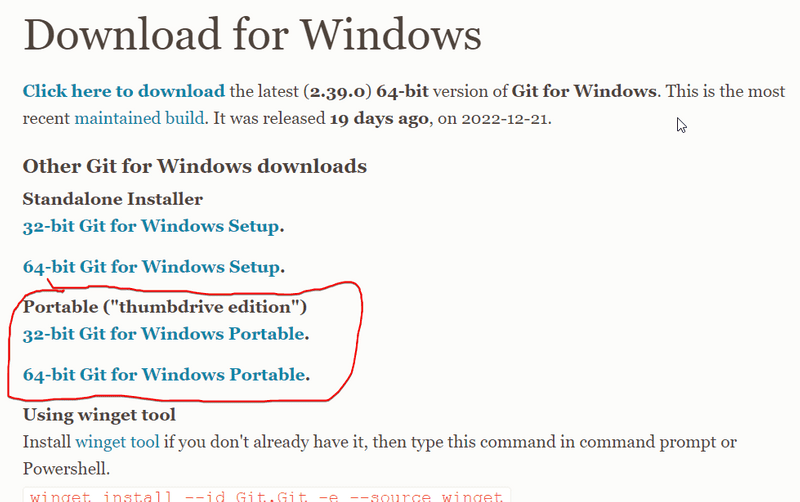 Download for Windows
Click here to download the latest (2.39.0) 64-bit version of Git for Windows. This is the most
recent maintained build. It was released 19 days ago, on 2022-12-21.
Other Git for Windows downloads
Standalone Installer
32-bit Git for Windows Setup.
64-bit Git for Windows Setup.
Portable ("thumbdrive edition")
32-bit Git for Windows Portable.
64-bit Git for Windows Portable.
Using winget tool
Install winget tool if you don't already have it, then type this command in command prompt or
Powershell.
winget install --id Git.Git -e --source winget